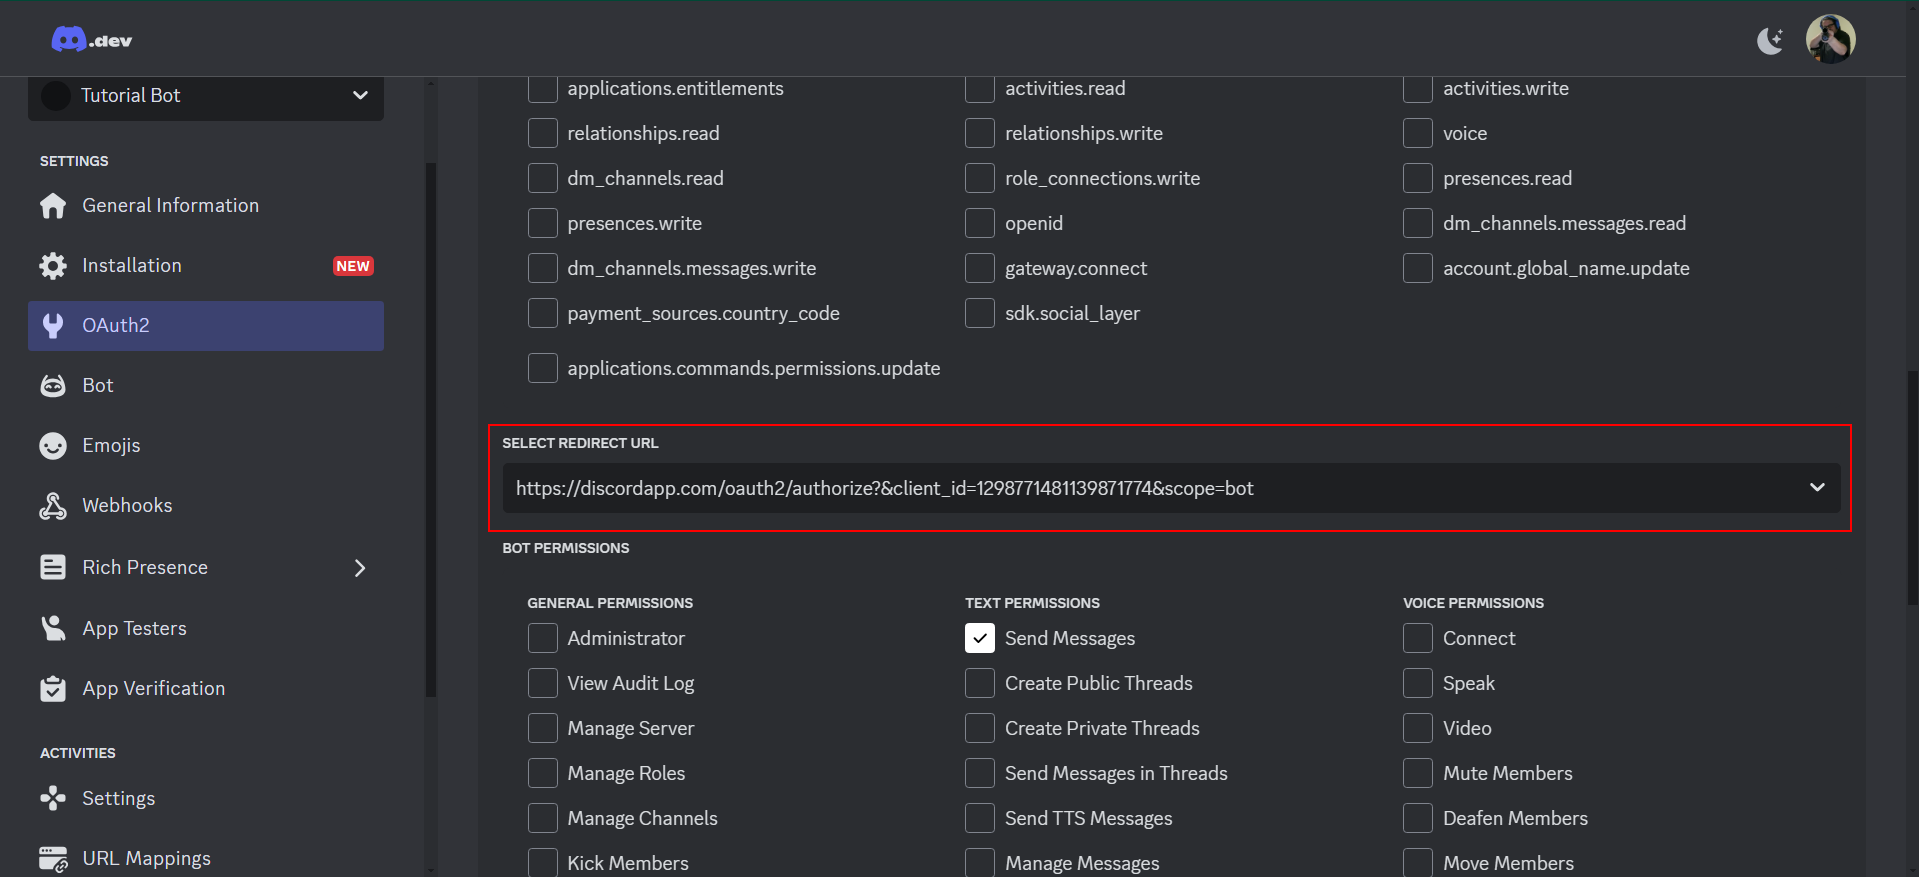 .dev
Tutorial Bot
SETTINGS
General Information
Installation NEW
OAuth2
Bot
Emojis
Webhooks
Rich Presence
App Testers
App Verification
ACTIVITIES
Settings
URL Mappings
applications.entitlements activities.read activities.write
relationships.read relationships.write voice
dm_channels.read role_connections.write presences.read
presences.write openid dm_channels.messages.read
dm_channels.messages.write gateway.connect account.global_name.update
payment_sources.country_code sdk.social_layer
applications.commands.permissions.update
SELECT REDIRECT URL
https://discordapp.com/oauth2/authorize?&client_id=1298771481139871774&scope=bot
BOT PERMISSIONS
GENERAL PERMISSIONS TEXT PERMISSIONS VOICE PERMISSIONS
Administrator Send Messages Connect
View Audit Log Create Public Threads Speak
Manage Server Create Private Threads Video
Manage Roles Send Messages in Threads Mute Members
Manage Channels Send TTS Messages Deafen Members
Kick Members Manage Messages Move Members